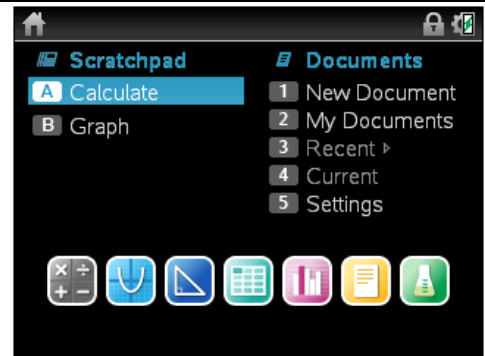 Scratchpad
A Calculate
B Graph
Documents
1 New Document
2 My Documents
3 Recent ▹
4 Current
5 Settings